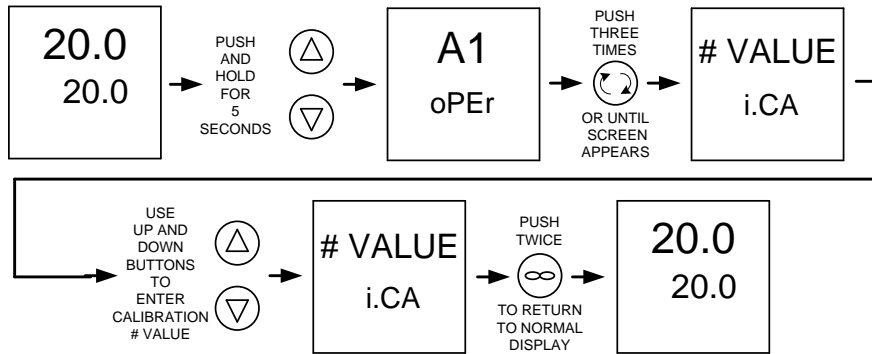 20.0
20.0
PUSH
AND
HOLD
FOR
5
SECONDS
A1
oPEr
PUSH
THREE
TIMES
OR UNTIL
SCREEN
APPEARS
# VALUE
i.CA
USE
UP AND
DOWN
BUTTONS
TO
ENTER
CALIBRATION
# VALUE
# VALUE
i.CA
PUSH
TWICE
TO RETURN
TO NORMAL
DISPLAY
20.0
20.0